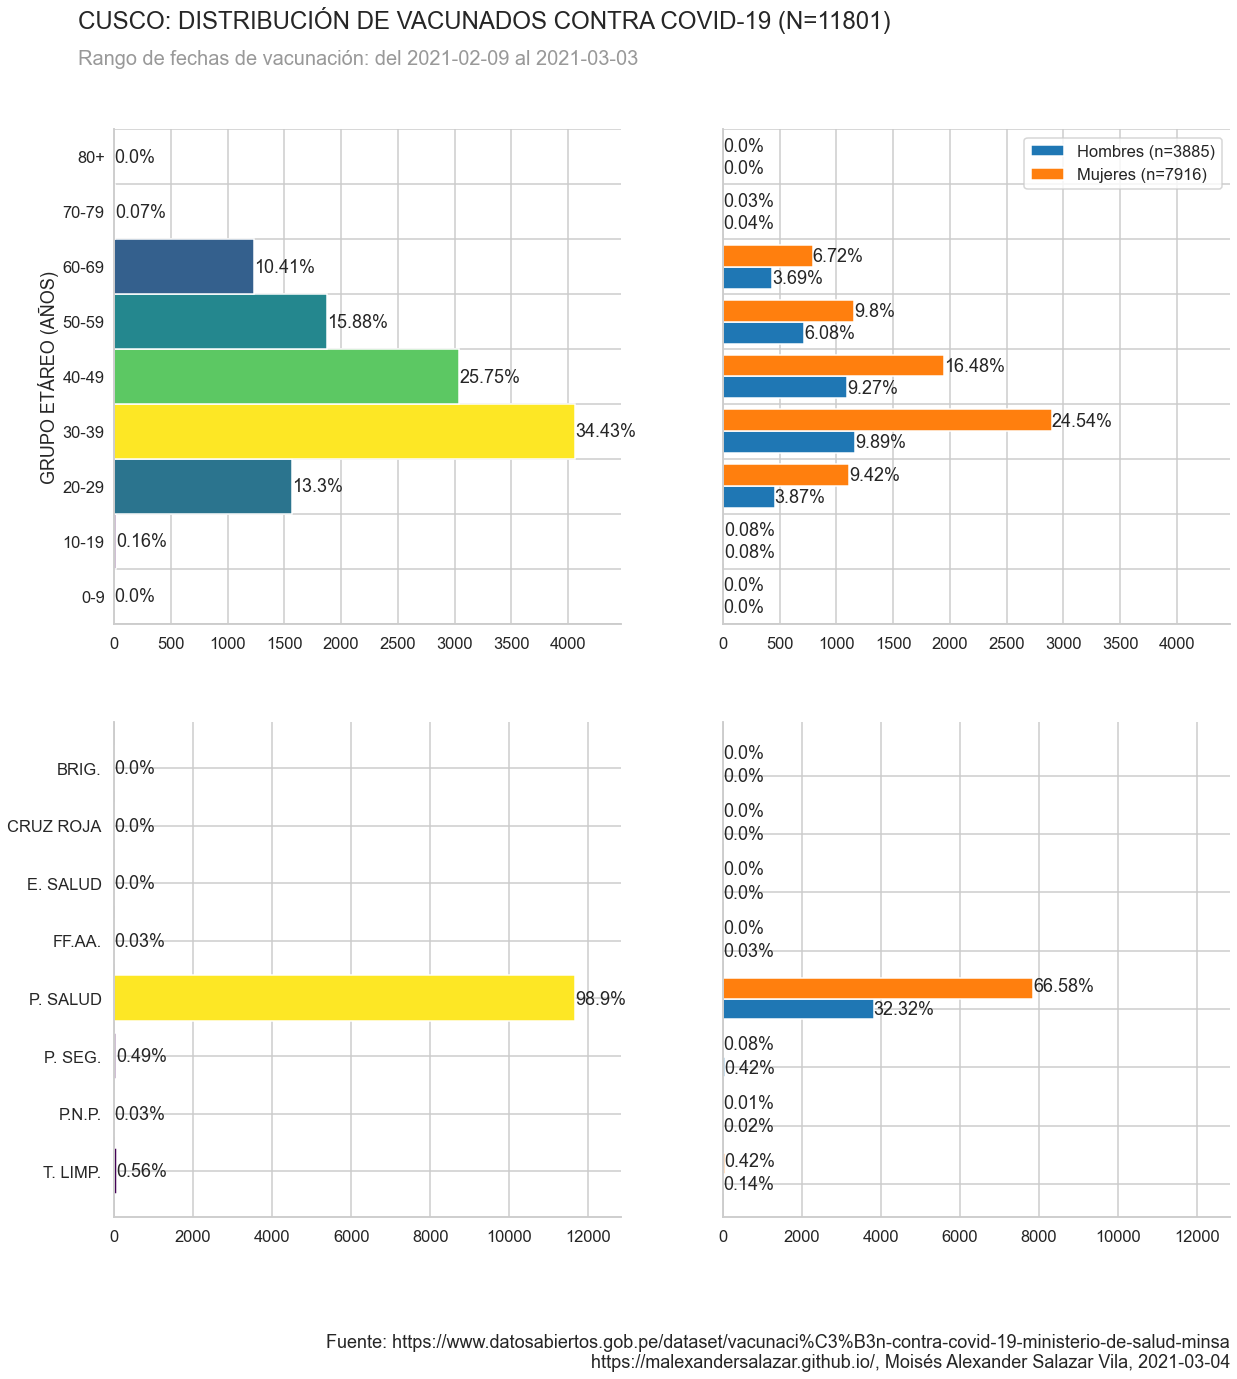 CUSCO: DISTRIBUCIÓN DE VACUNADOS CONTRA COVID-19 (N=11801)
Rango de fechas de vacunación: del 2021-02-09 al 2021-03-03
GRUPO ETÁREO (AÑOS)
80+ 0.0%
70-79 0.07%
60-69 10.41%
50-59 15.88%
40-49 25.75%
30-39 34.43%
20-29 13.3%
10-19 0.16%
0-9 0.0%
0 500 1000 1500 2000 2500 3000 3500 4000
Hombres (n=3885)
Mujeres (n=7916)
0.0%
0.0%
0.03%
0.04%
6.72%
3.69%
9.8%
6.08%
16.48%
9.27%
24.54%
9.89%
9.42%
3.87%
0.08%
0.08%
0.0%
0.0%
0 500 1000 1500 2000 2500 3000 3500 4000
BRIG. 0.0%
CRUZ ROJA 0.0%
E. SALUD 0.0%
FF.AA. 0.03%
P. SALUD 98.9%
P. SEG. 0.49%
P.N.P. 0.03%
T. LIMP. 0.56%
0 2000 4000 6000 8000 10000 12000
0.0%
0.0%
0.0%
0.0%
0.0%
0.0%
0.0%
0.03%
66.58%
32.32%
0.08%
0.42%
0.01%
0.02%
0.42%
0.14%
0 2000 4000 6000 8000 10000 12000
Fuente: https://www.datosabiertos.gob.pe/dataset/vacunaci%C3%B3n-contra-covid-19-ministerio-de-salud-minsa
https://malexandersalazar.github.io/, Moisés Alexander Salazar Vila, 2021-03-04